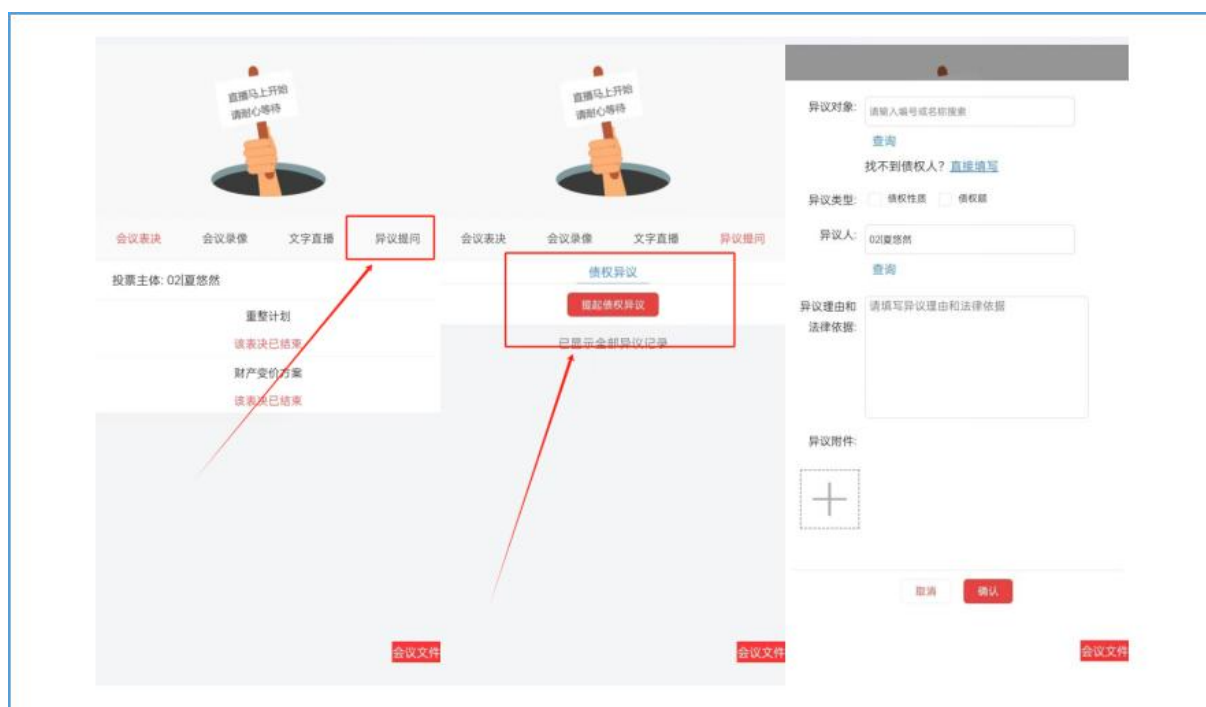 直播马上开始
请耐心等待
会议表决 会议录像 文字直播 异议提问
投票主体: 02|夏悠然
重整计划
该表决已结束
财产变价方案
该表决已结束
会议文件
直播马上开始
请耐心等待
会议表决 会议录像 文字直播 异议提问
债权异议
提起债权异议
已显示全部异议记录
会议文件
异议对象: 请输入编号或名称搜索
查询
找不到债权人? 直接填写
异议类型: 债权性质 债权额
异议人: 02|夏悠然
查询
异议理由和 请填写异议理由和法律依据
法律依据:
异议附件:
取消 确认
会议文件